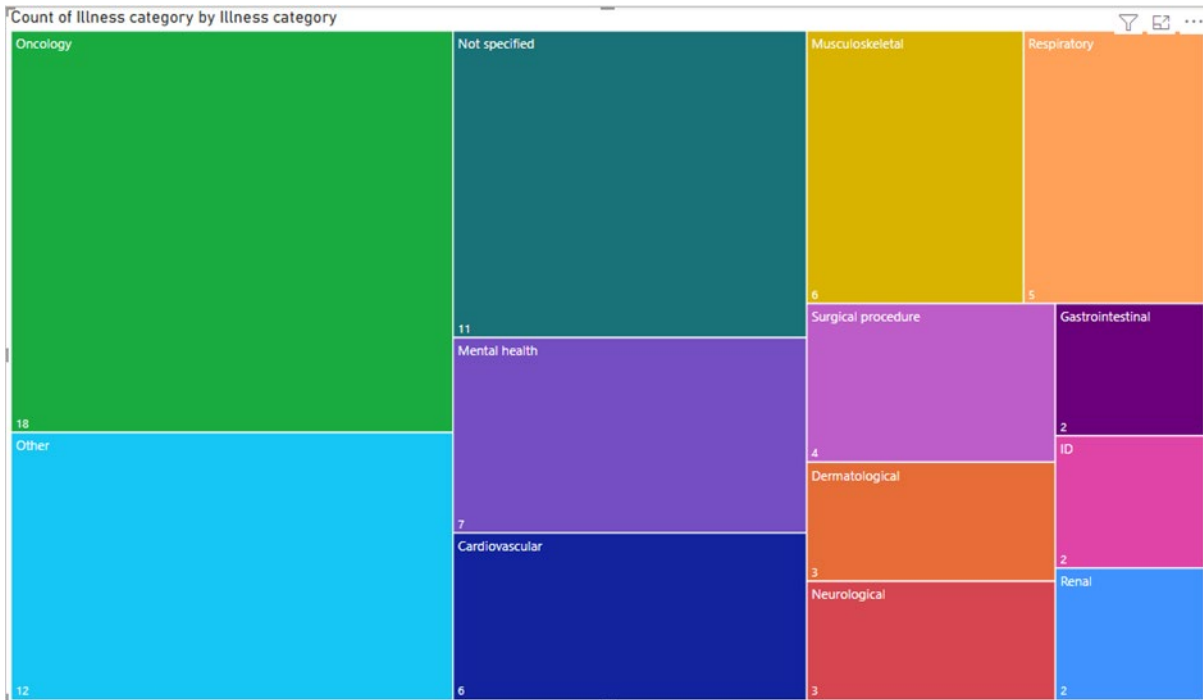 Count of Illness category by Illness category
Oncology
18
Other
12
Not specified
11
Mental health
7
Cardiovascular
6
Musculoskeletal
6
Respiratory
5
Surgical procedure
4
Dermatological
3
Neurological
3
Gastrointestinal
2
ID
2
Renal
2